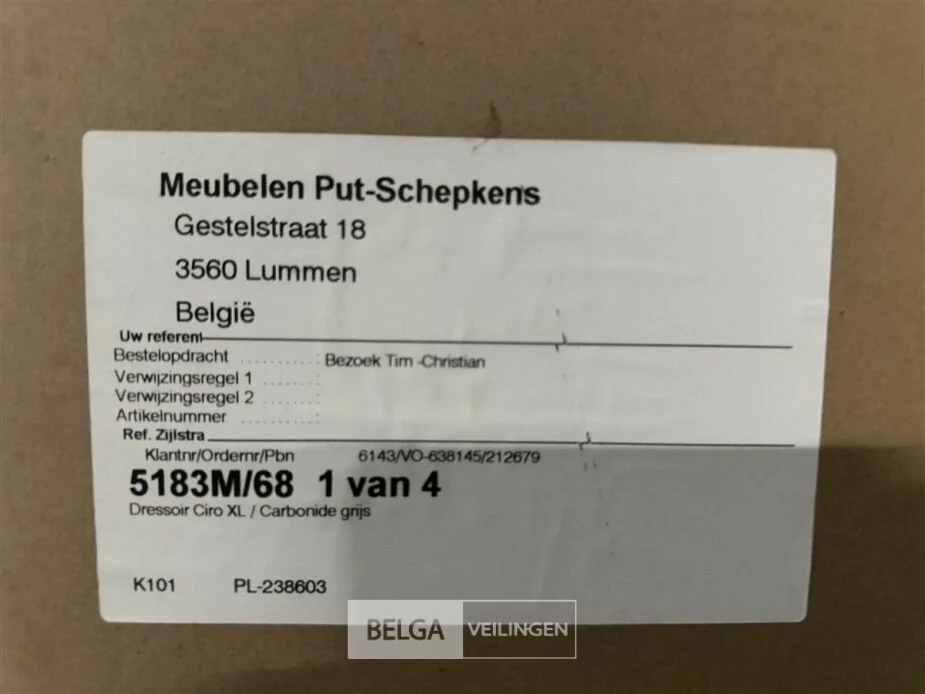 Meubelen Put-Schepkens
Gestelstraat 18
3560 Lummen
België
Uw referent
Bestelopdracht .......... : Bezoek Tim -Christian
Verwijzingsregel 1 ....... :
Verwijzingsregel 2 ....... :
Artikelnummer .......... :
Ref. Zijlstra
Klantnr/Ordernr/Pbn 6143/VO-638145/212679
5183M/68 1 van 4
Dressoir Ciro XL / Carbonide grijs
K101 PL-238603
BELGA VEILINGEN